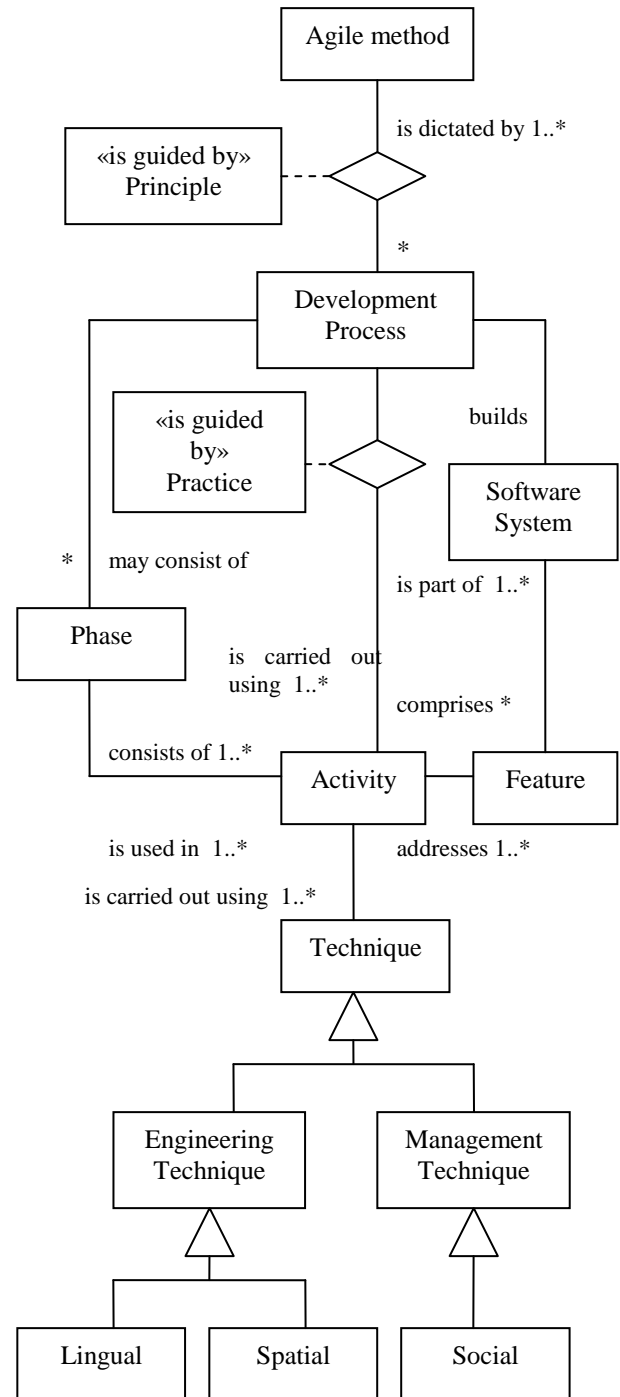 Agile method
is dictated by 1..*
«is guided by»
Principle
*
Development
Process
«is guided
by»
Practice
builds
Software
System
* may consist of
is part of 1..*
Phase
is carried out
using 1..*
comprises *
consists of 1..*
Activity
Feature
is used in 1..*
addresses 1..*
is carried out using 1..*
Technique
Engineering
Technique
Management
Technique
Lingual
Spatial
Social